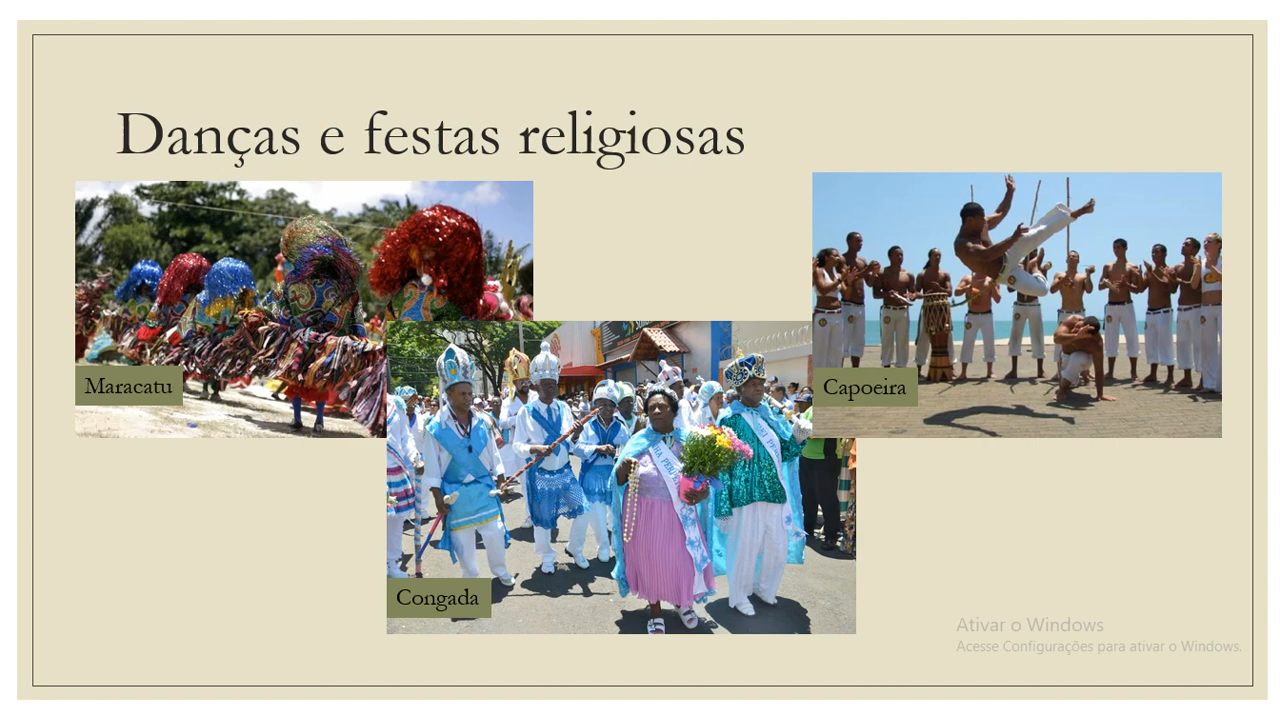 Danças e festas religiosas
Maracatu
Capoeira
Congada
Ativar o Windows
Acesse Configurações para ativar o Windows.